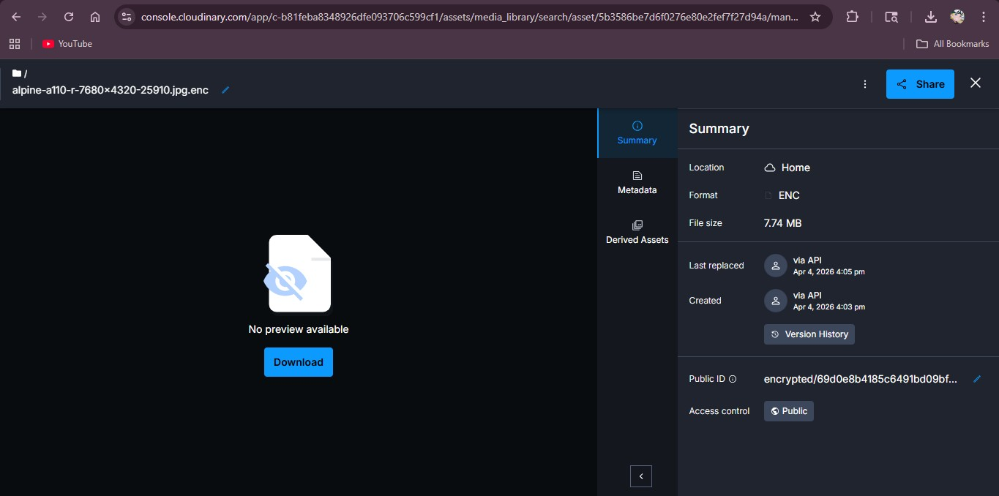 console.cloudinary.com/app/c-b81feba8348926dfe093706c599cf1/assets/media_library/search/asset/5b3586be7d6f0276e80e2fef7f27d94a/man...
YouTube
All Bookmarks
/
alpine-a110-r-7680×4320-25910.jpg.enc
Share
Summary
Metadata
Derived Assets
No preview available
Download
Summary
Location Home
Format ENC
File size 7.74 MB
Last replaced via API
Apr 4, 2026 4:05 pm
Created via API
Apr 4, 2026 4:03 pm
Version History
Public ID encrypted/69d0e8b4185c6491bd09bf...
Access control Public